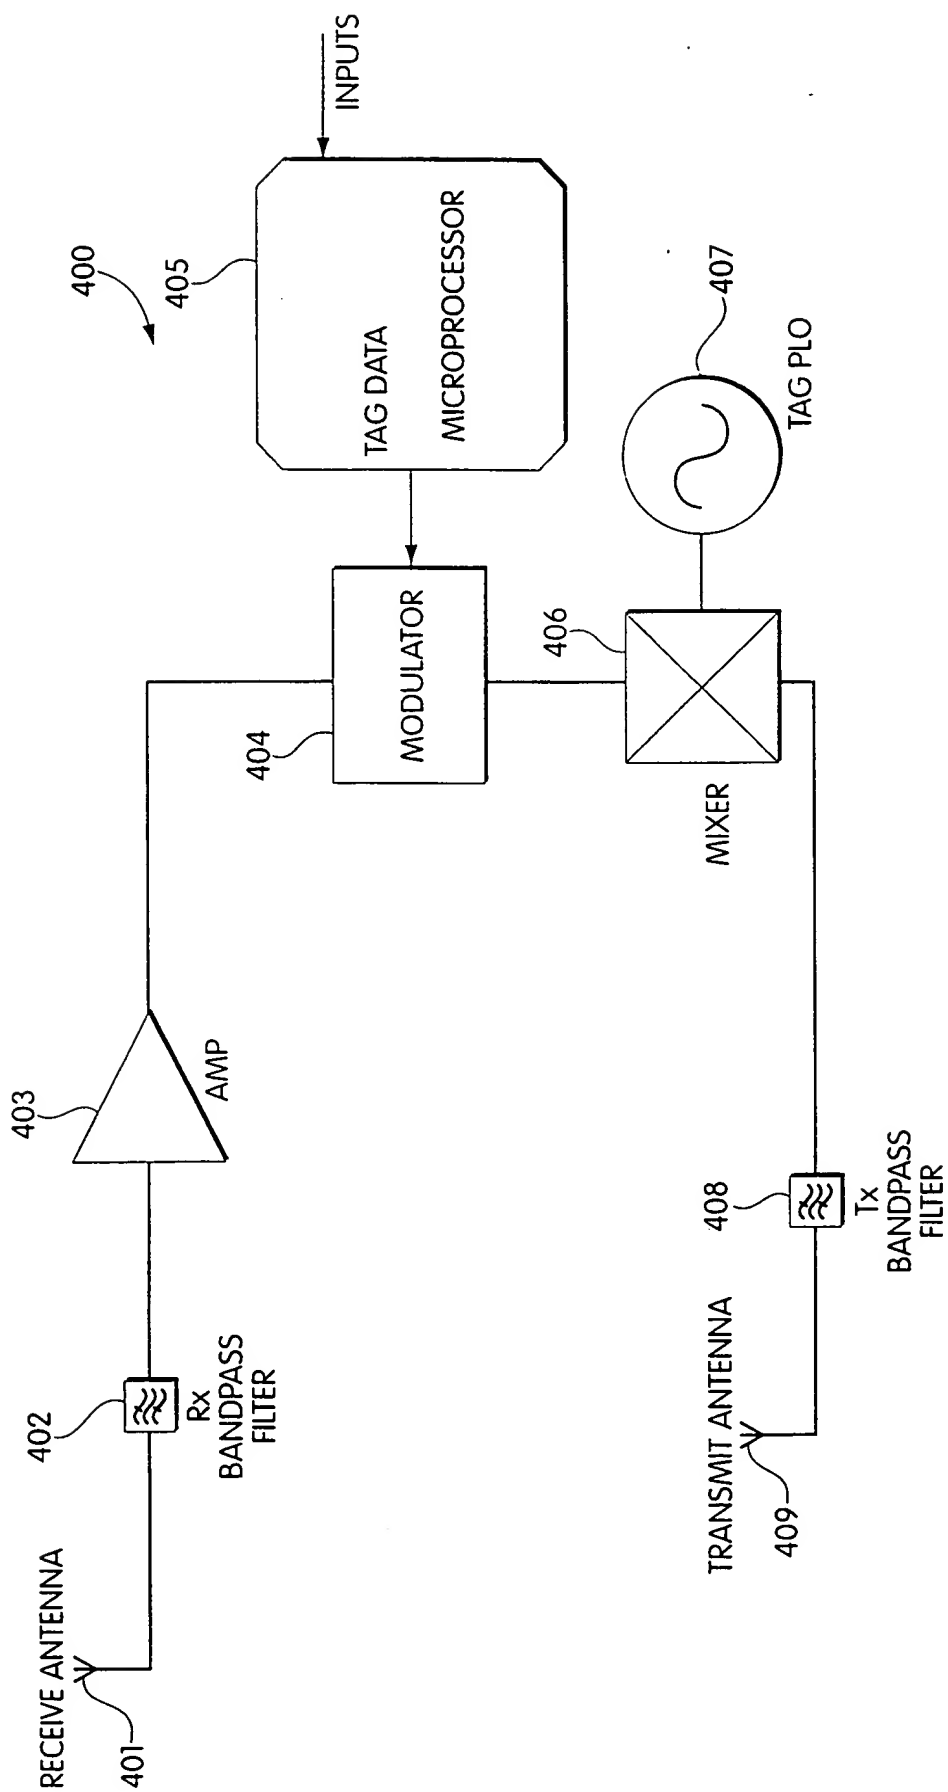 400
RECEIVE ANTENNA
401
402
Rx
BANDPASS
FILTER
403
AMP
404
MODULATOR
405
TAG DATA
MICROPROCESSOR
INPUTS
406
MIXER
407
TAG PLO
408
Tx
BANDPASS
FILTER
TRANSMIT ANTENNA
409